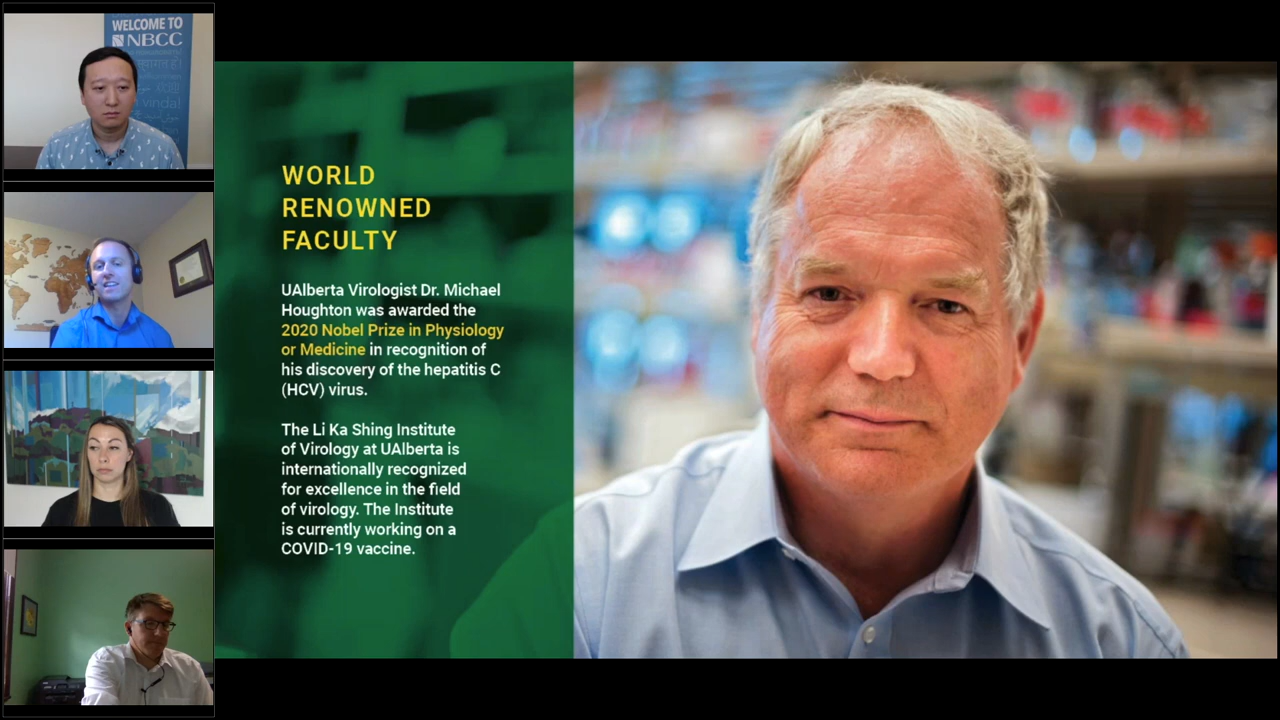 WELCOME TO
NBCC
WORLD
RENOWNED
FACULTY
UAlberta Virologist Dr. Michael
Houghton was awarded the
2020 Nobel Prize in Physiology
or Medicine in recognition of
his discovery of the hepatitis C
(HCV) virus.
The Li Ka Shing Institute
of Virology at UAlberta is
internationally recognized
for excellence in the field
of virology. The Institute
is currently working on a
COVID-19 vaccine.